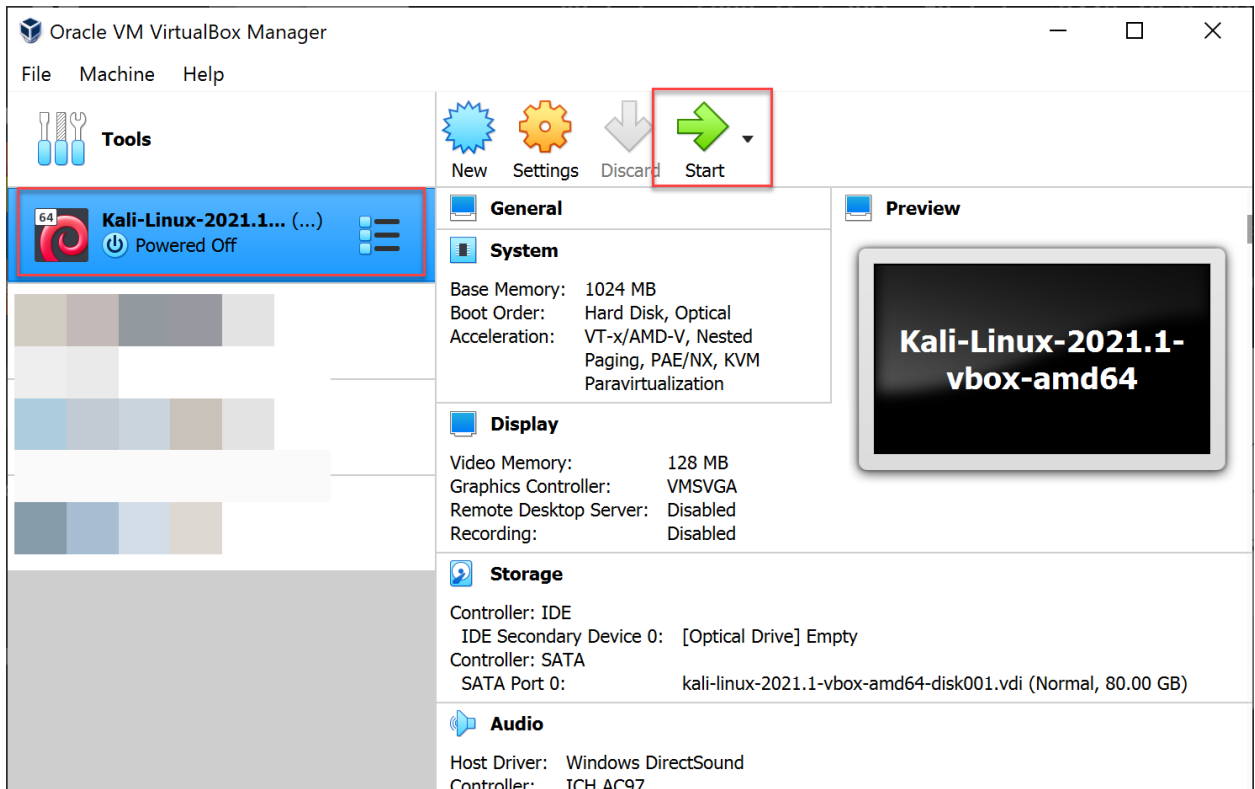 Oracle VM VirtualBox Manager
File Machine Help
Tools
New Settings Discard Start
64
Kali-Linux-2021.1... (...)
Powered Off
General
System
Base Memory: 1024 MB
Boot Order: Hard Disk, Optical
Acceleration: VT-x/AMD-V, Nested
Paging, PAE/NX, KVM
Paravirtualization
Preview
Kali-Linux-2021.1-
vbox-amd64
Display
Video Memory: 128 MB
Graphics Controller: VMSVGA
Remote Desktop Server: Disabled
Recording: Disabled
Storage
Controller: IDE
IDE Secondary Device 0: [Optical Drive] Empty
Controller: SATA
SATA Port 0: kali-linux-2021.1-vbox-amd64-disk001.vdi (Normal, 80.00 GB)
Audio
Host Driver: Windows DirectSound
Controller: ICH AC97